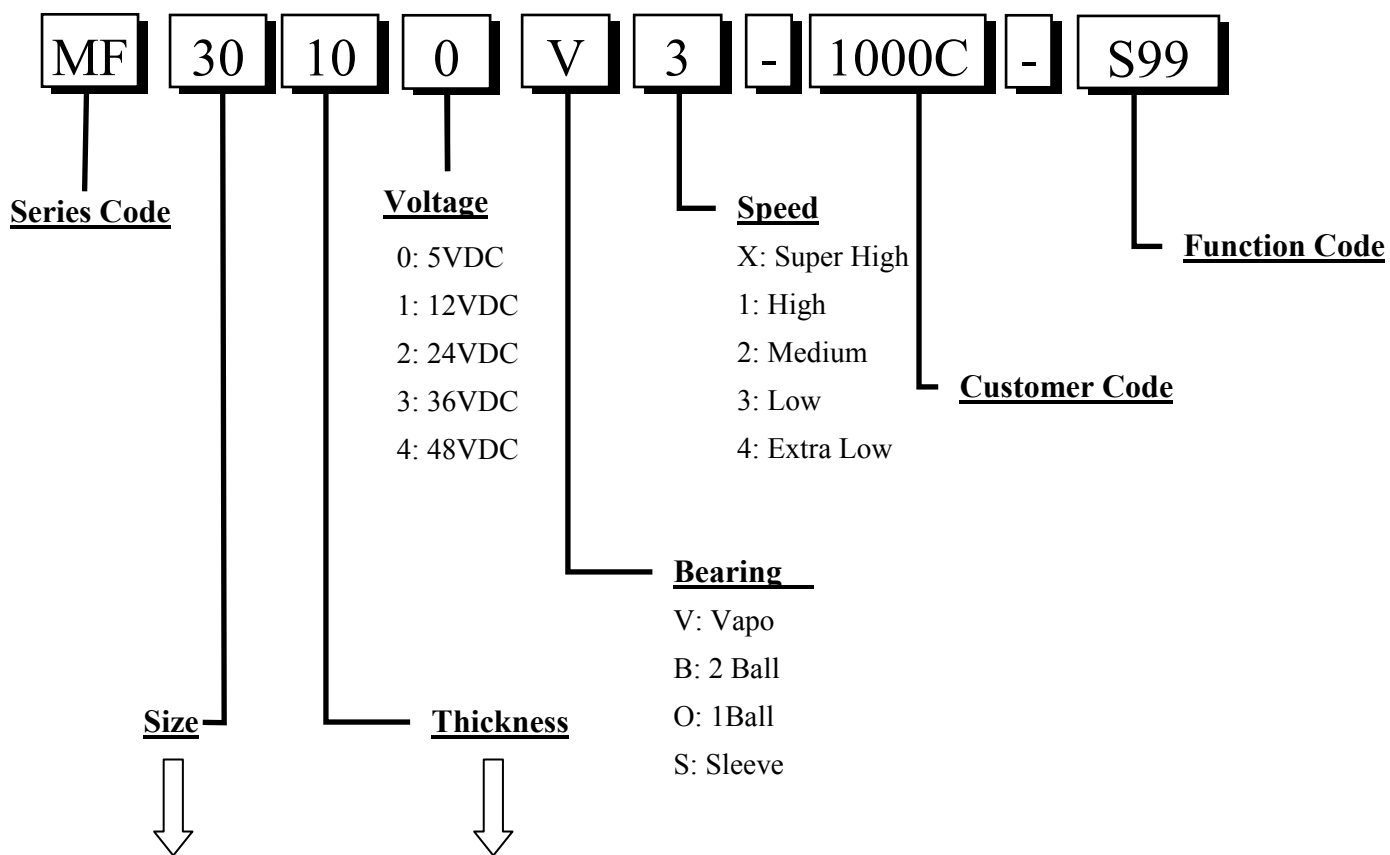 MF 30 10 0 V 3 - 1000C - S99
Series Code
Voltage
0: 5VDC
1: 12VDC
2: 24VDC
3: 36VDC
4: 48VDC
Speed
X: Super High
1: High
2: Medium
3: Low
4: Extra Low
Function Code
Customer Code
Bearing
V: Vapo
B: 2 Ball
O: 1Ball
S: Sleeve
Size
Thickness